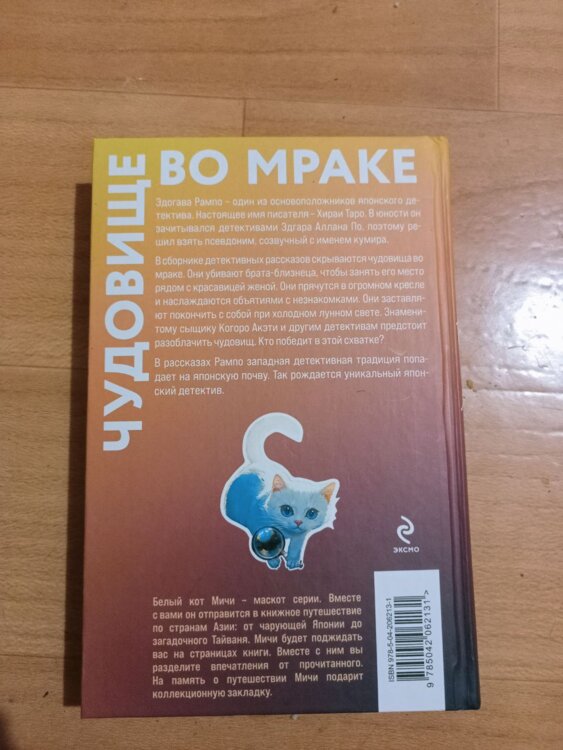 ЧУДОВИЩЕ
ВО МРАКЕ
Эдогава Рампо – один из основоположников японского де-
тектива. Настоящее имя писателя – Хираи Таро. В юности он
зачитывался детективами Эдгара Аллана По, поэтому ре-
шил взять псевдоним, созвучный с именем кумира.
В сборнике детективных рассказов скрываются чудовища во
мраке. Они убивают брата-близнеца, чтобы занять его место
рядом с красавицей женой. Они прячутся в огромном кресле
и наслаждаются объятиями с незнакомками. Они заставля-
ют покончить с собой при холодном лунном свете. Знамени-
тому сыщику Когоро Акэти и другим детективам предстоит
разоблачить чудовищ. Кто победит в этой схватке?
В рассказах Рампо западная детективная традиция попа-
дает на японскую почву. Так рождается уникальный япон-
ский детектив.
ЭКСМО
Белый кот Мичи – маскот серии. Вместе
с вами он отправится в книжное путешествие
по странам Азии: от чарующей Японии до
загадочного Тайваня. Мичи будет поджидать
вас на страницах книги. Вместе с ним вы
разделите впечатления от прочитанного.
На память о путешествии Мичи подарит
коллекционную закладку.
ISBN 978-5-04-206213-1
9 785042 062131>